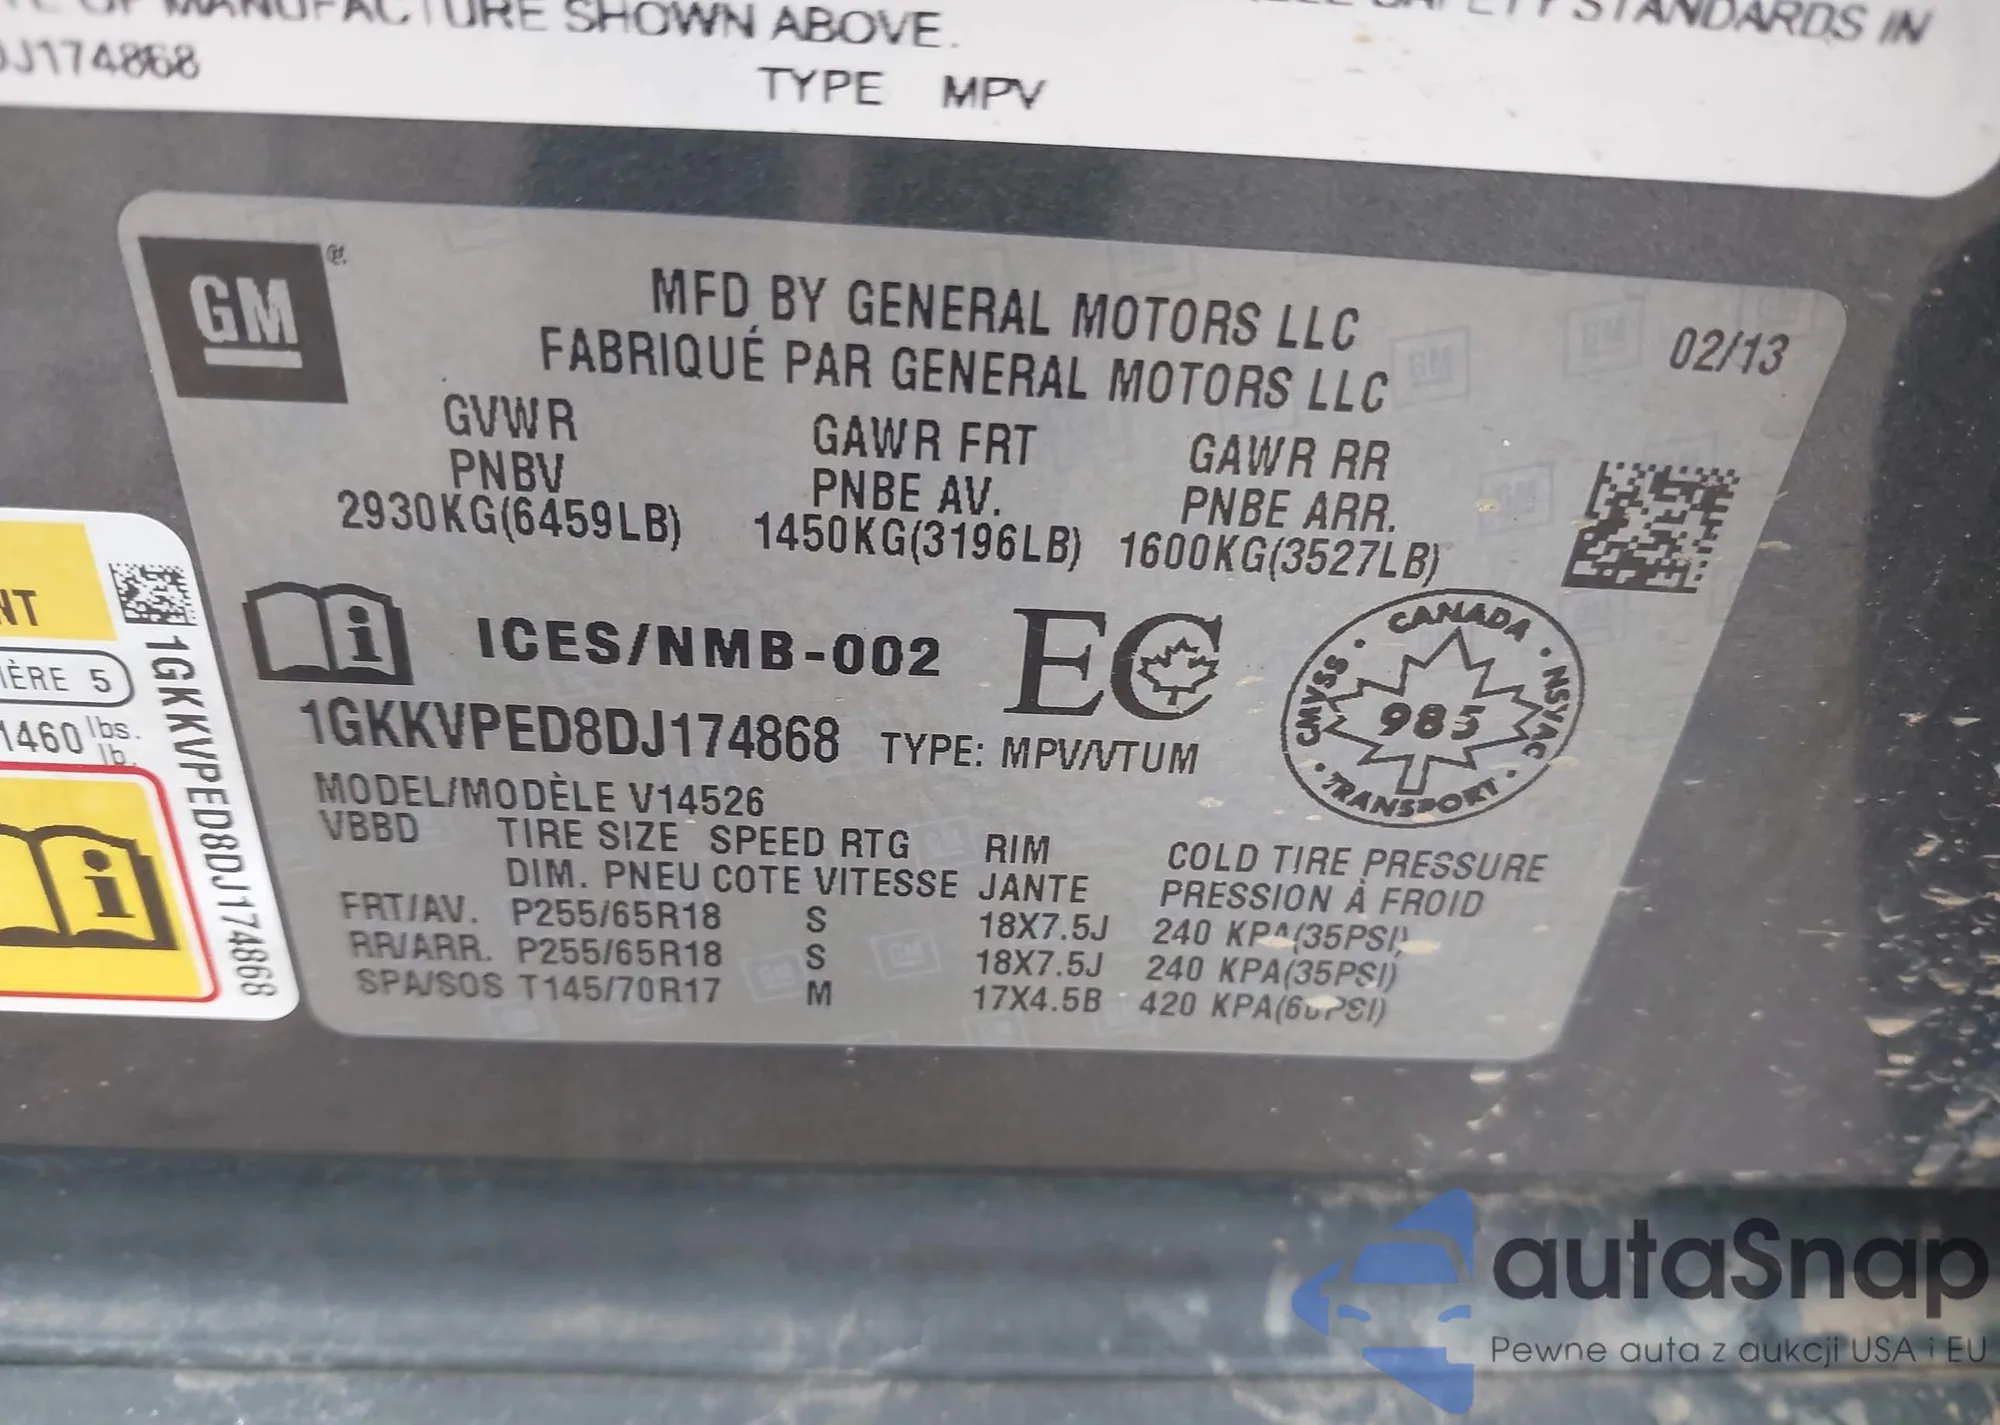 OF MANUFACTURE SHOWN ABOVE. SAFETY STANDARDS IN
DJ174868
TYPE MPV
GM
MFD BY GENERAL MOTORS LLC
FABRIQUÉ PAR GENERAL MOTORS LLC
02/13
GVWR GAWR FRT GAWR RR
PNBV PNBE AV. PNBE ARR.
2930KG(6459LB) 1450KG(3196LB) 1600KG(3527LB)
NT
IÈRE 5
1460 lbs.
lb.
1GKKVPED8DJ174868
i
i
ICES/NMB-002 EC
CANADA
CMVSS • NSVAC
985
TRANSPORT
1GKKVPED8DJ174868 TYPE: MPV/VTUM
MODEL/MODÈLE V14526
VBBD TIRE SIZE SPEED RTG RIM COLD TIRE PRESSURE
DIM. PNEU COTE VITESSE JANTE PRESSION À FROID
FRT/AV. P255/65R18 S 18X7.5J 240 KPA(35PSI)
RR/ARR. P255/65R18 S 18X7.5J 240 KPA(35PSI)
SPA/SOS T145/70R17 M 17X4.5B 420 KPA(60PSI)
autaSnap
Pewne auta z aukcji USA i EU